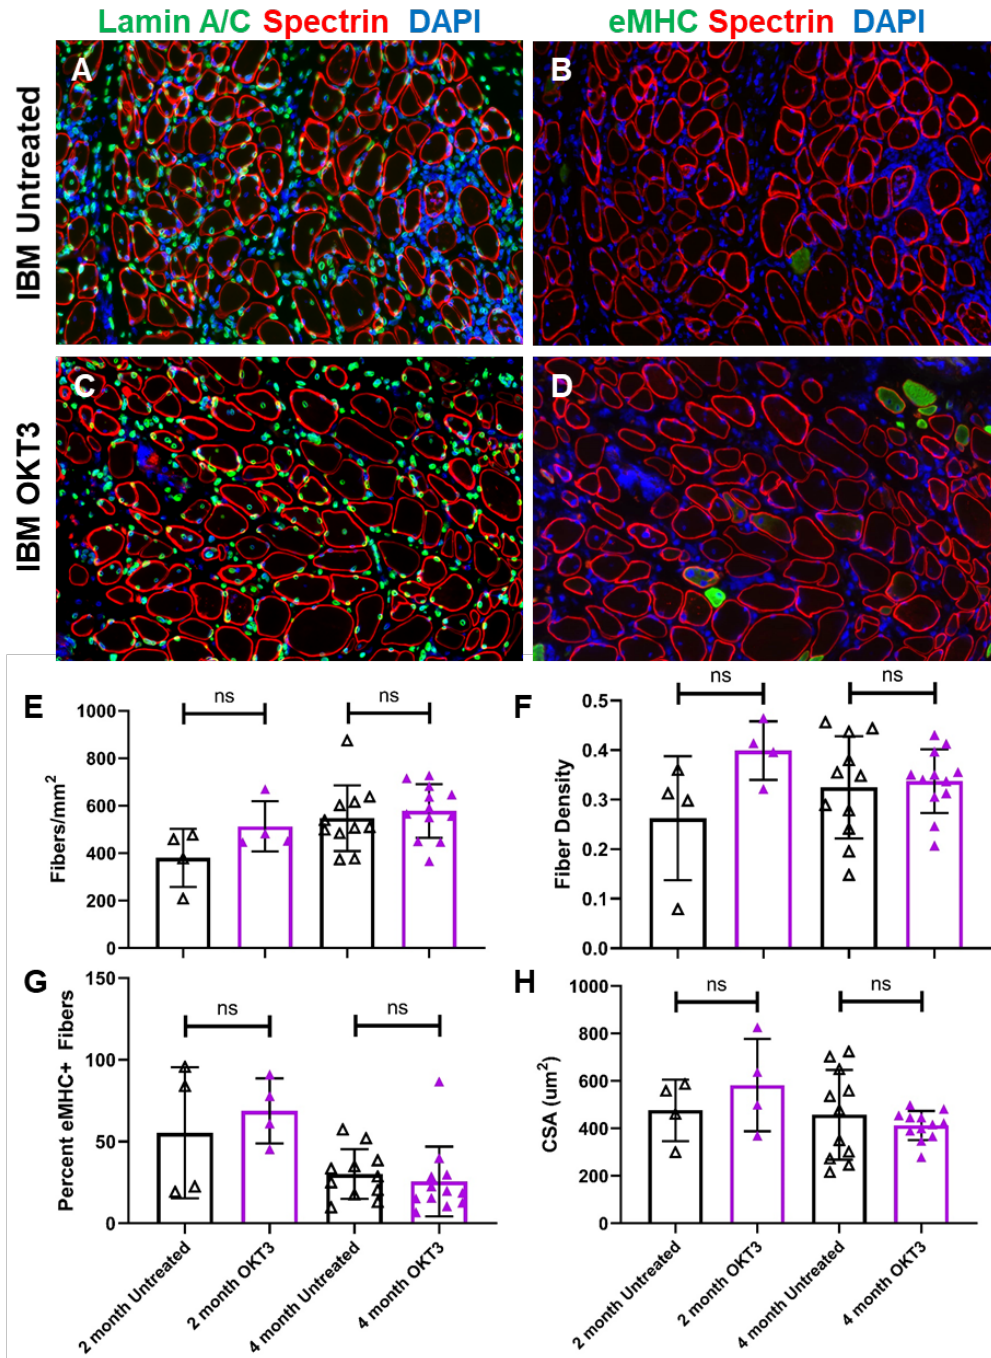 Lamin A/C Spectrin DAPI
eMHC Spectrin DAPI
IBM Untreated
A
B
IBM OKT3
C
D
E
ns
ns
Fibers/mm²
1000
800
600
400
200
0
F
ns
ns
Fiber Density
0.5
0.4
0.3
0.2
0.1
0.0
G
ns
ns
Percent eMHC+ Fibers
150
100
50
0
2 month Untreated
2 month OKT3
4 month Untreated
4 month OKT3
H
ns
ns
CSA (um²)
1000
800
600
400
200
0
2 month Untreated
2 month OKT3
4 month Untreated
4 month OKT3